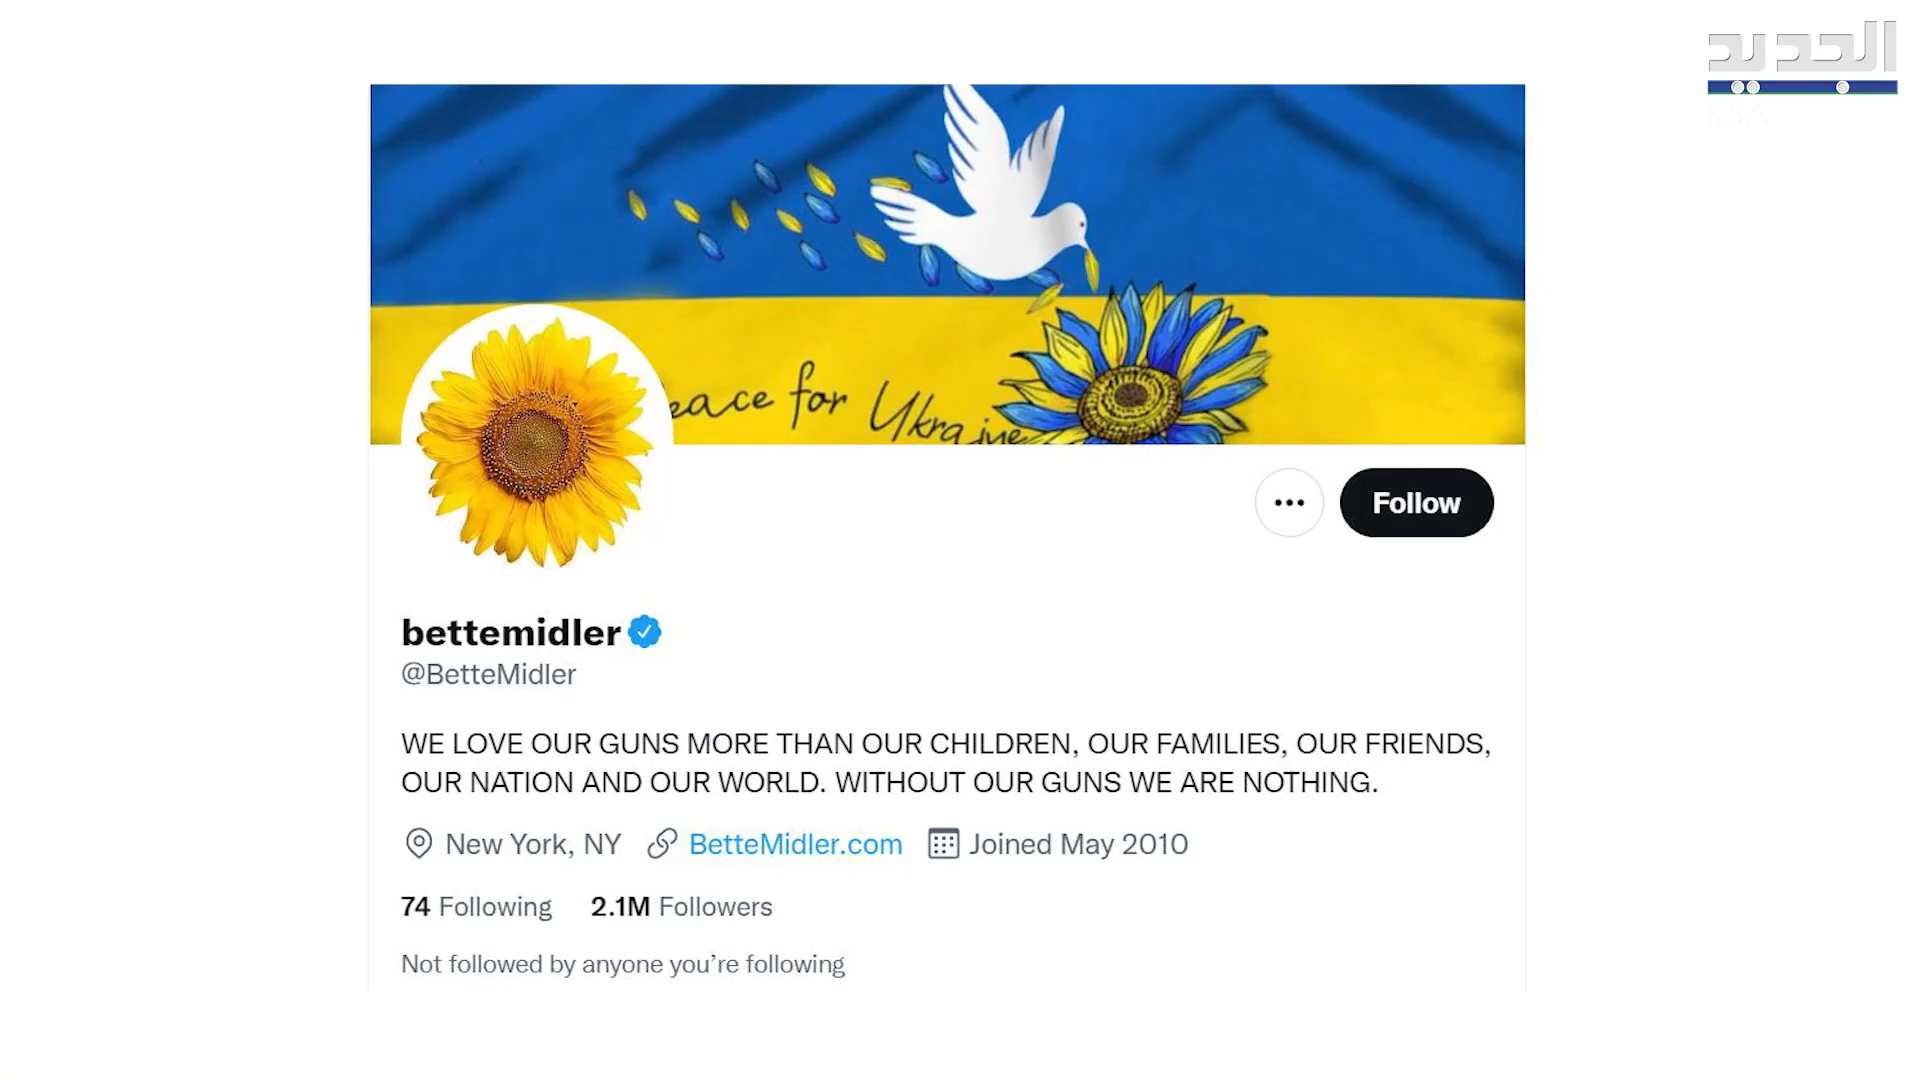 الجديد
KSA
eace for Ukraine
Follow
bettemidler
@BetteMidler
WE LOVE OUR GUNS MORE THAN OUR CHILDREN, OUR FAMILIES, OUR FRIENDS,
OUR NATION AND OUR WORLD. WITHOUT OUR GUNS WE ARE NOTHING.
New York, NY BetteMidler.com Joined May 2010
74 Following 2.1M Followers
Not followed by anyone you’re following